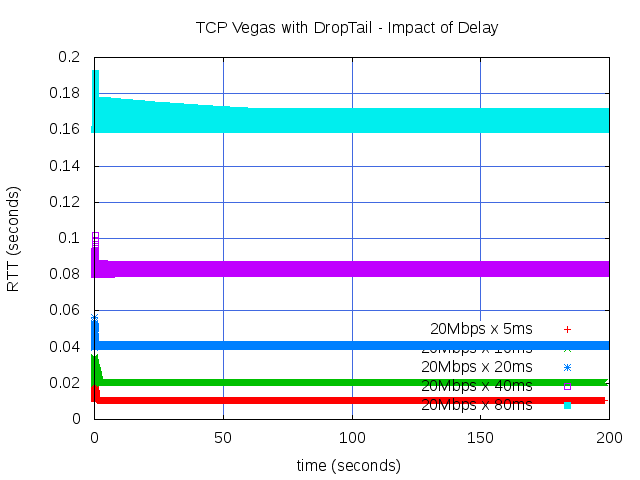 TCP Vegas with DropTail - Impact of Delay
0.2
0.18
0.16
0.14
0.12
0.1
0.08
0.06
0.04
0.02
0
RTT (seconds)
20Mbps x 5ms
20Mbps x 10ms
20Mbps x 20ms
20Mbps x 40ms
20Mbps x 80ms
0 50 100 150 200
time (seconds)